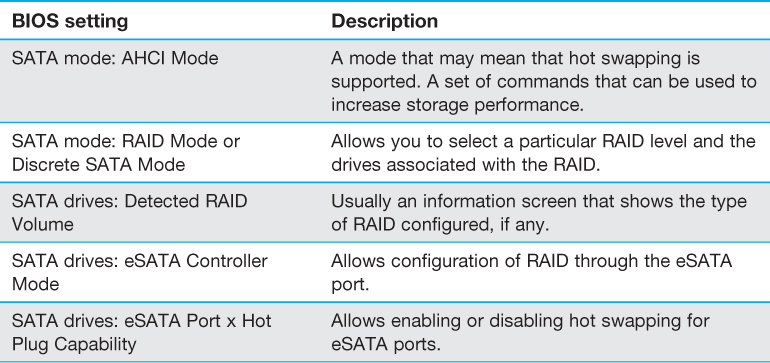 BIOS setting Description
SATA mode: AHCI Mode
A mode that may mean that hot swapping is
supported. A set of commands that can be used to
increase storage performance.
SATA mode: RAID Mode or
Discrete SATA Mode
Allows you to select a particular RAID level and the
drives associated with the RAID.
SATA drives: Detected RAID
Volume
Usually an information screen that shows the type
of RAID configured, if any.
SATA drives: eSATA Controller
Mode
Allows configuration of RAID through the eSATA
port.
SATA drives: eSATA Port x Hot
Plug Capability
Allows enabling or disabling hot swapping for
eSATA ports.